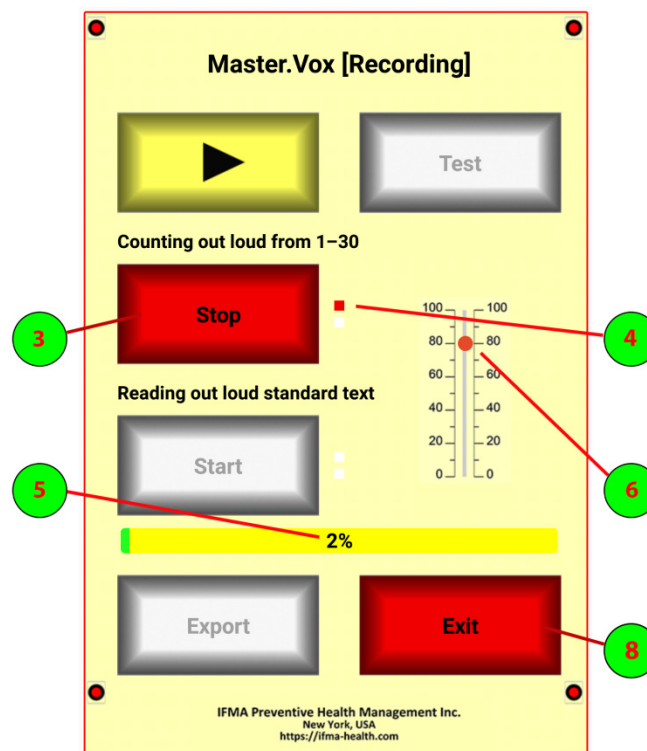 Master.Vox [Recording]
Test
Counting out loud from 1–30
Stop
3
4
100 100
80 80
60 60
40 40
20 20
0 0
Reading out loud standard text
Start
5
6
2%
Export
Exit
8
IFMA Preventive Health Management Inc.
New York, USA
https://ifma-health.com